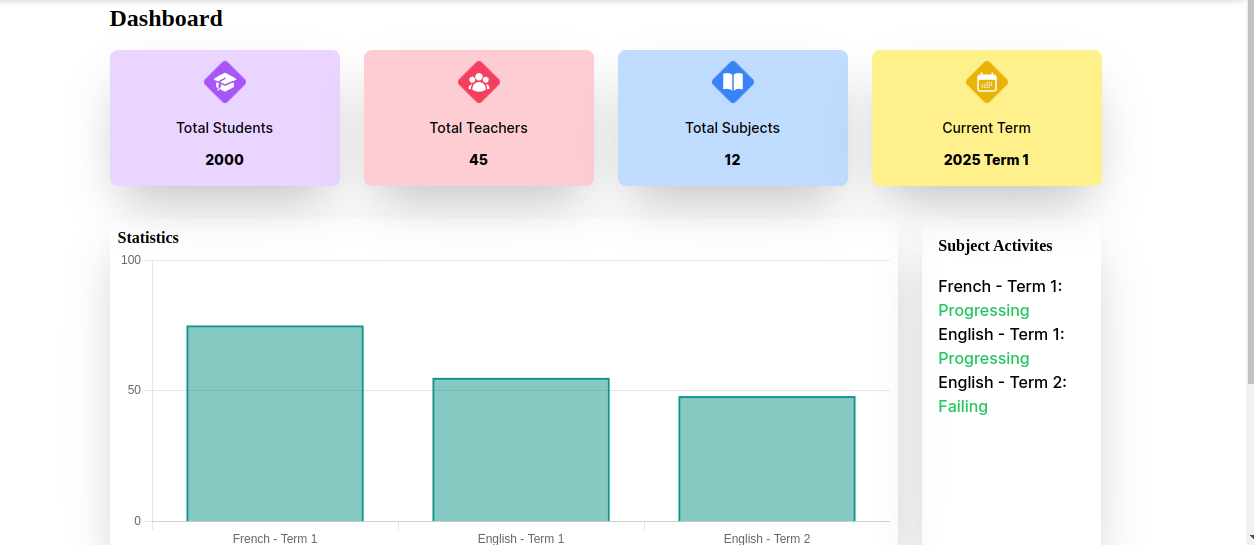 Dashboard
Total Students
2000
Total Teachers
45
Total Subjects
12
Current Term
2025 Term 1
Statistics
100
50
0
French - Term 1
English - Term 1
English - Term 2
Subject Activites
French - Term 1:
Progressing
English - Term 1:
Progressing
English - Term 2:
Failing